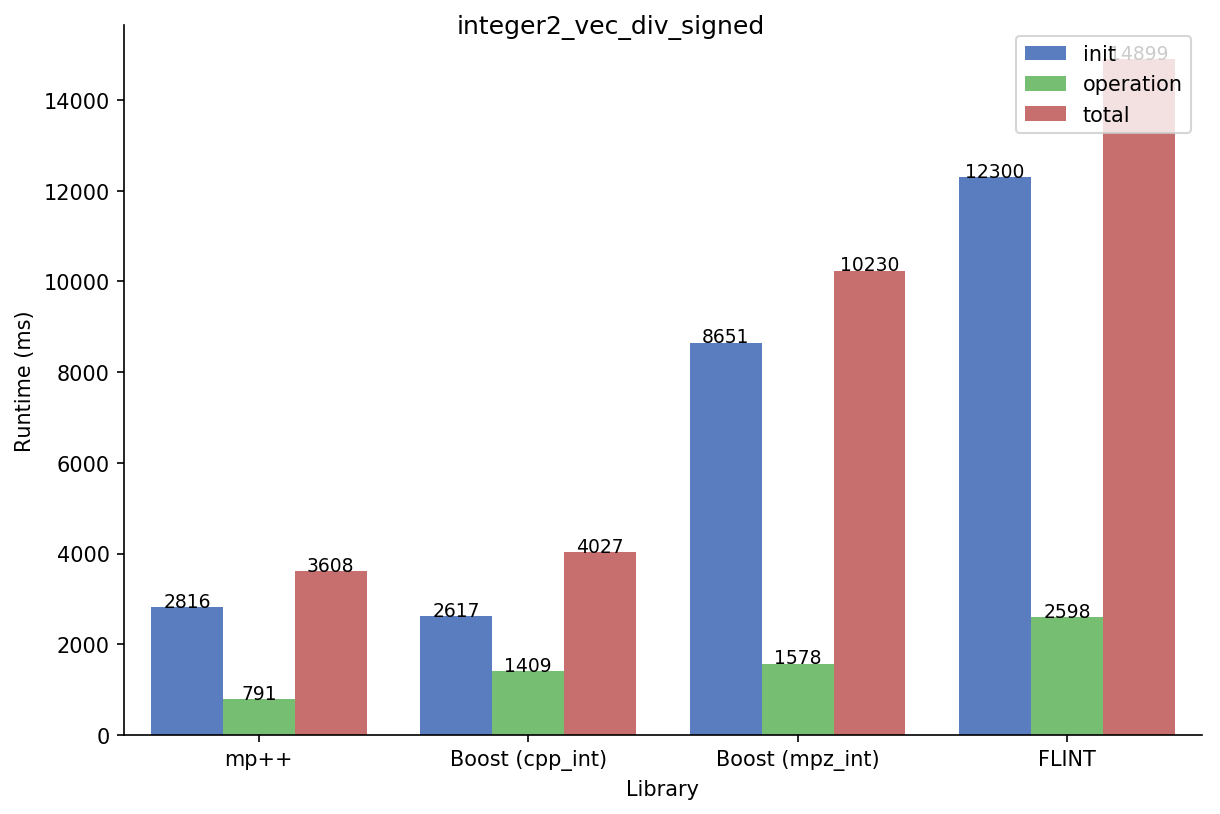 integer2_vec_div_signed
init
operation
total
14899
12300
10230
8651
4027
3608
2816
2617
2598
1578
1409
791
14000
12000
10000
8000
6000
4000
2000
0
Runtime (ms)
mp++
Boost (cpp_int)
Boost (mpz_int)
FLINT
Library